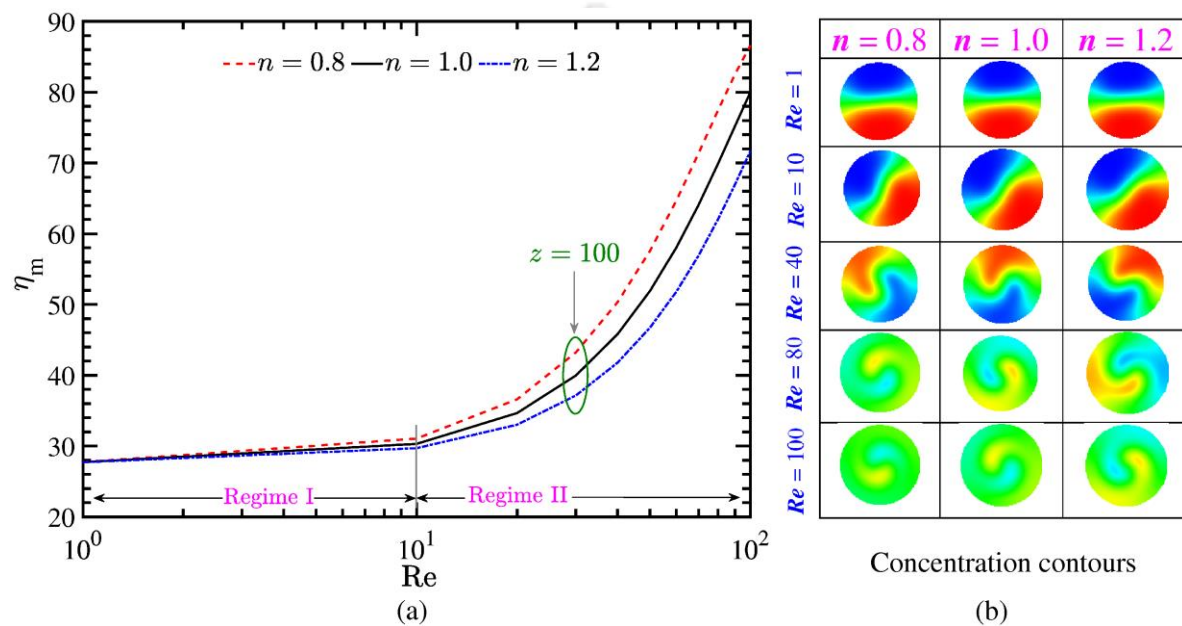 90
80
70
60
50
40
30
20
η_m
n = 0.8 n = 1.0 n = 1.2
z = 100
Regime I Regime II
10^0 10^1 10^2
Re
(a)
n = 0.8 n = 1.0 n = 1.2
Re = 1
Re = 10
Re = 40
Re = 80
Re = 100
Concentration contours
(b)